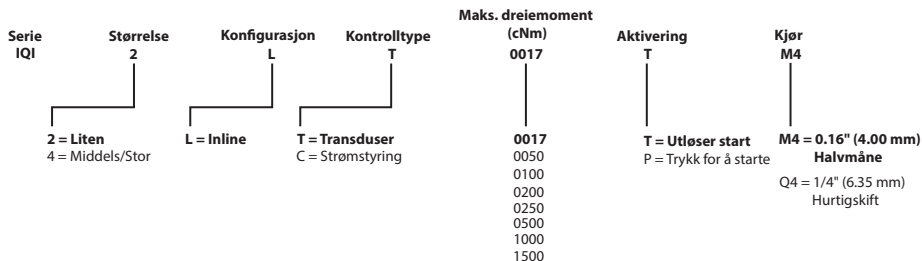 Maks. dreiemoment
(cNm)
Serie Størrelse Konfigurasjon Kontrolltype Aktivering Kjør
IQI 2 L T 0017 T M4
2 = Liten
4 = Middels/Stor
L = Inline
T = Transduser
C = Strømstyring
0017
0050
0100
0200
0250
0500
1000
1500
T = Utløser start
P = Trykk for å starte
M4 = 0.16" (4.00 mm)
Halvmåne
Q4 = 1/4" (6.35 mm)
Hurtigskift